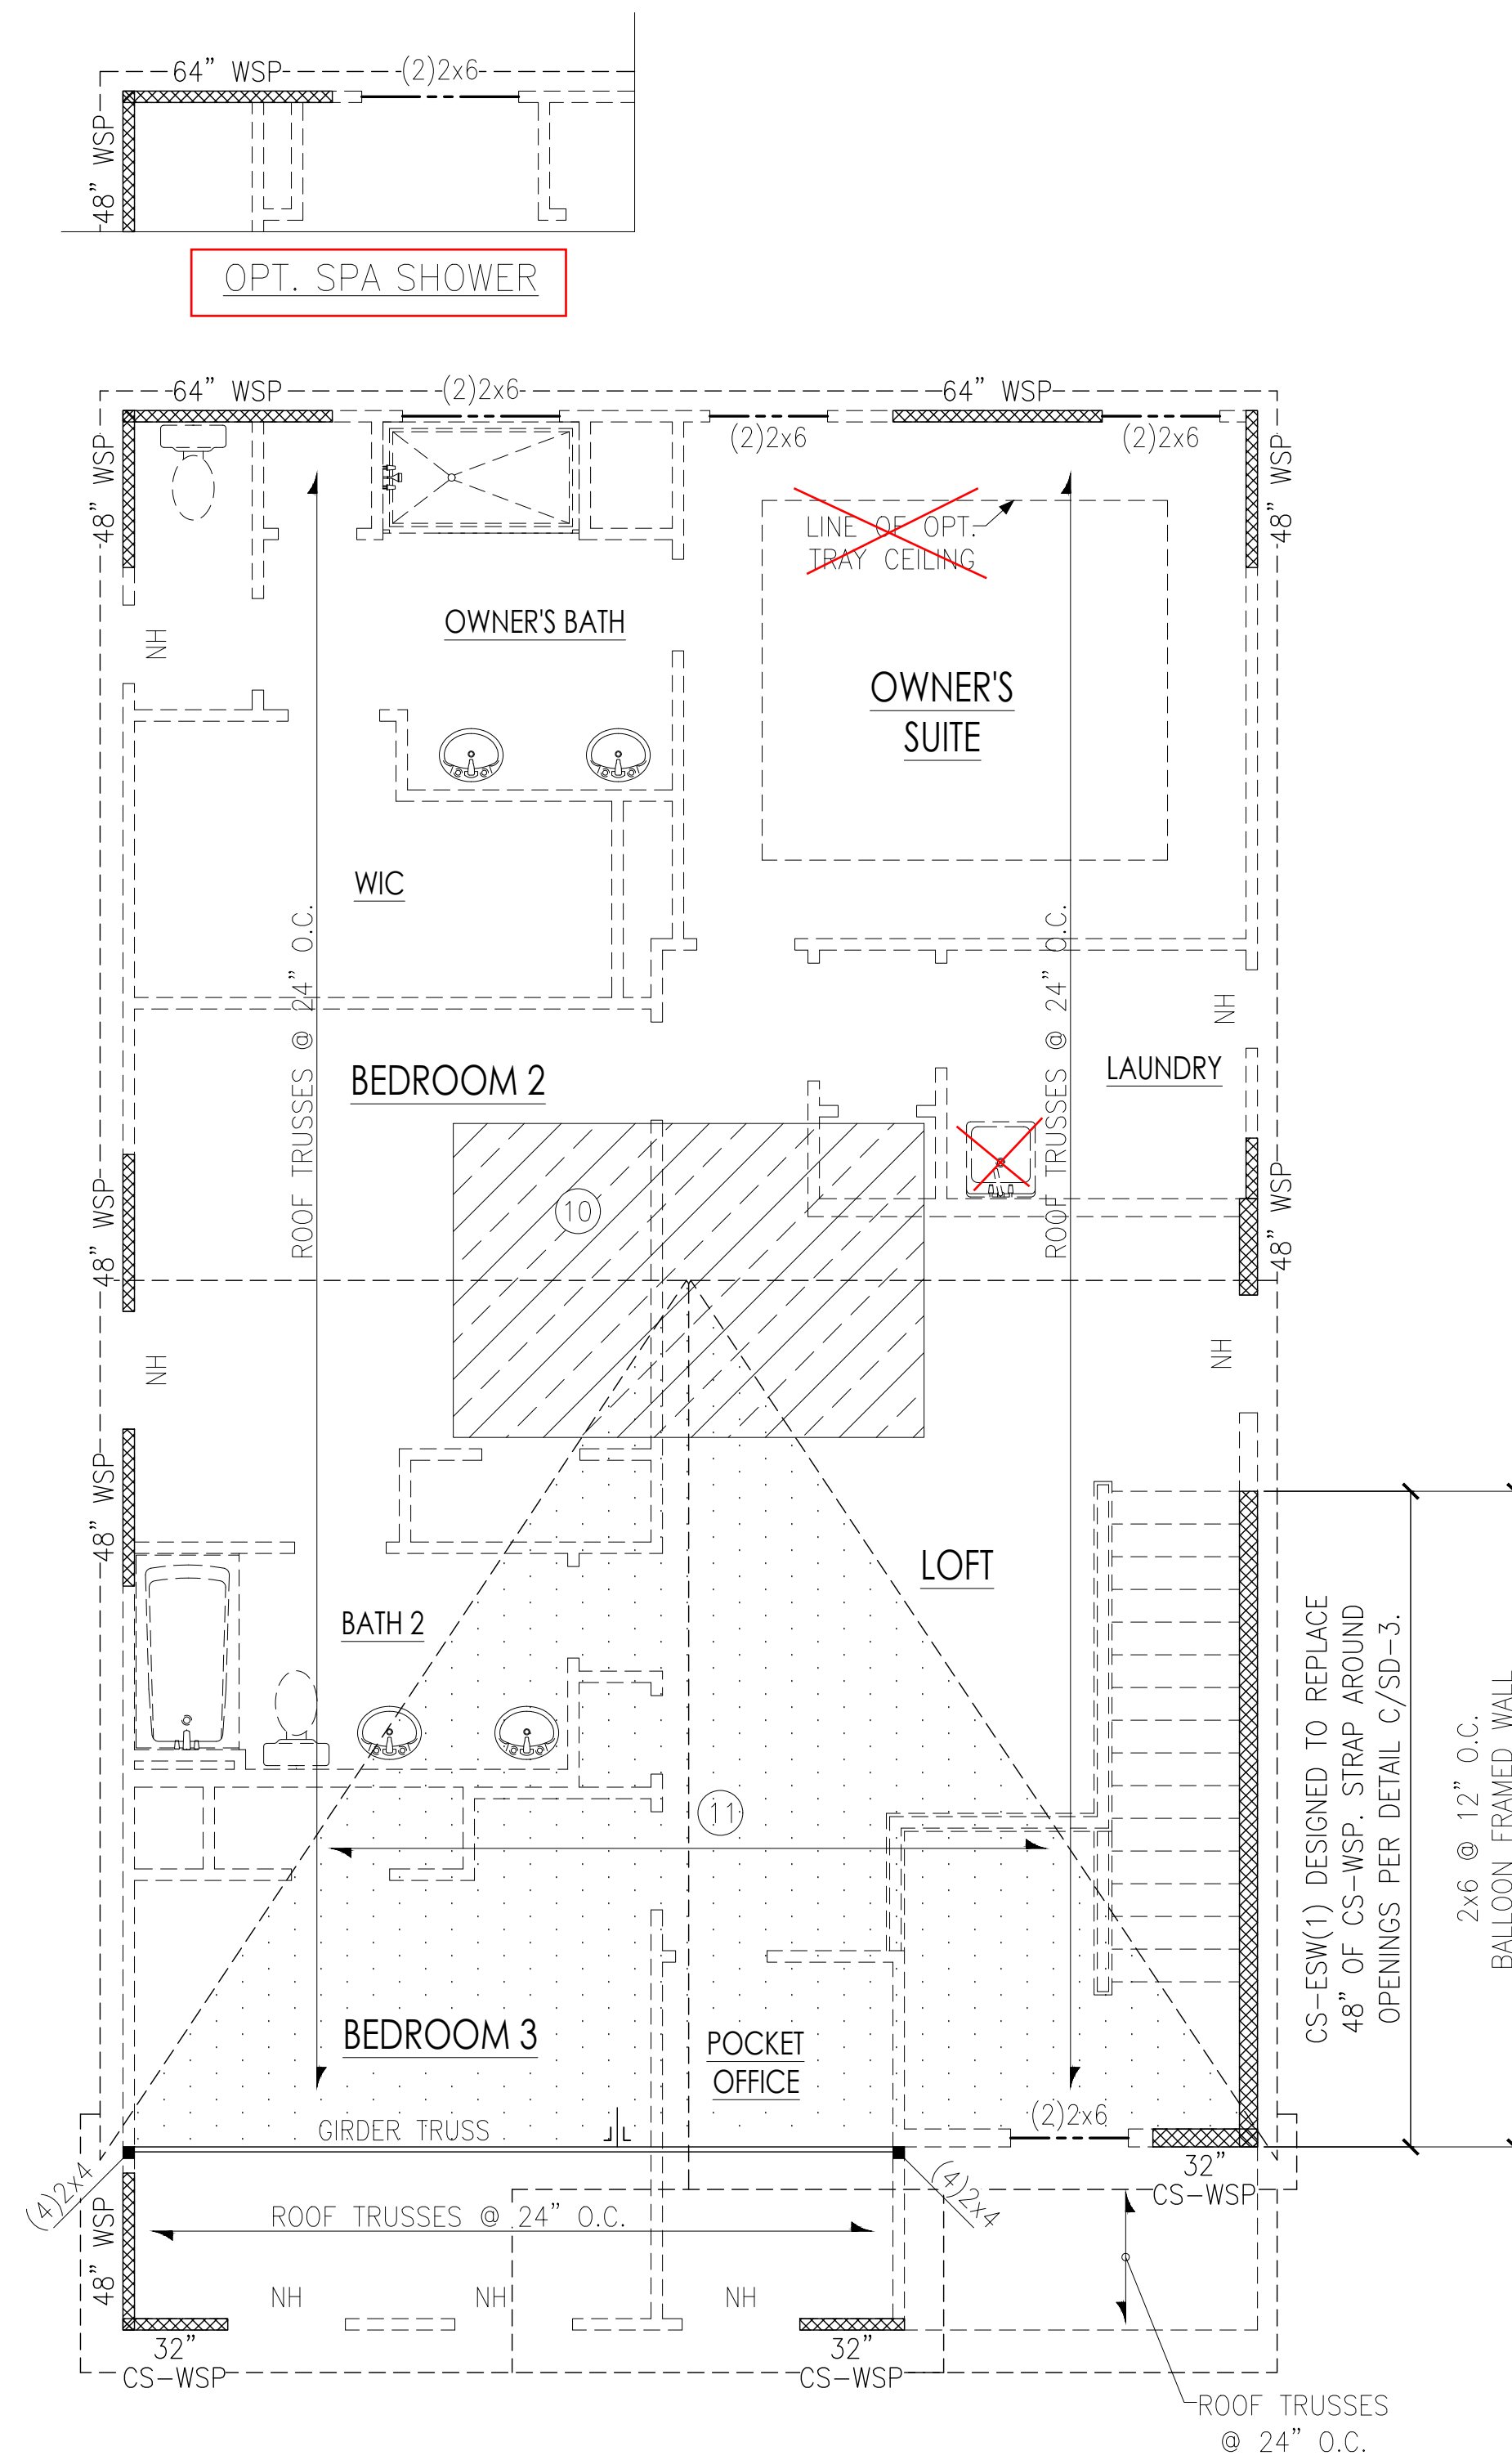 64” WSP
(2)2x6
48” WSP
OPT. SPA SHOWER
64” WSP
(2)2x6
64” WSP
(2)2x6
(2)2x6
48” WSP
48” WSP
LINE OF OPT.
TRAY CEILING
OWNER'S BATH
OWNER'S
SUITE
NH
WIC
ROOF TRUSSES @ 24” O.C.
ROOF TRUSSES @ 24” O.C.
NH
BEDROOM 2
LAUNDRY
10
48” WSP
48” WSP
NH
NH
48” WSP
LOFT
BATH 2
CS-ESW(1) DESIGNED TO REPLACE
48” OF CS-WSP. STRAP AROUND
OPENINGS PER DETAIL C/SD-3.
2x6 @ 12” O.C.
BALLOON FRAMED WALL
11
BEDROOM 3
POCKET
OFFICE
GIRDER TRUSS
(2)2x6
(4)2x4
(4)2x4
32”
CS-WSP
ROOF TRUSSES @ 24” O.C.
48” WSP
NH
NH
NH
32”
CS-WSP
32”
CS-WSP
ROOF TRUSSES
@ 24” O.C.